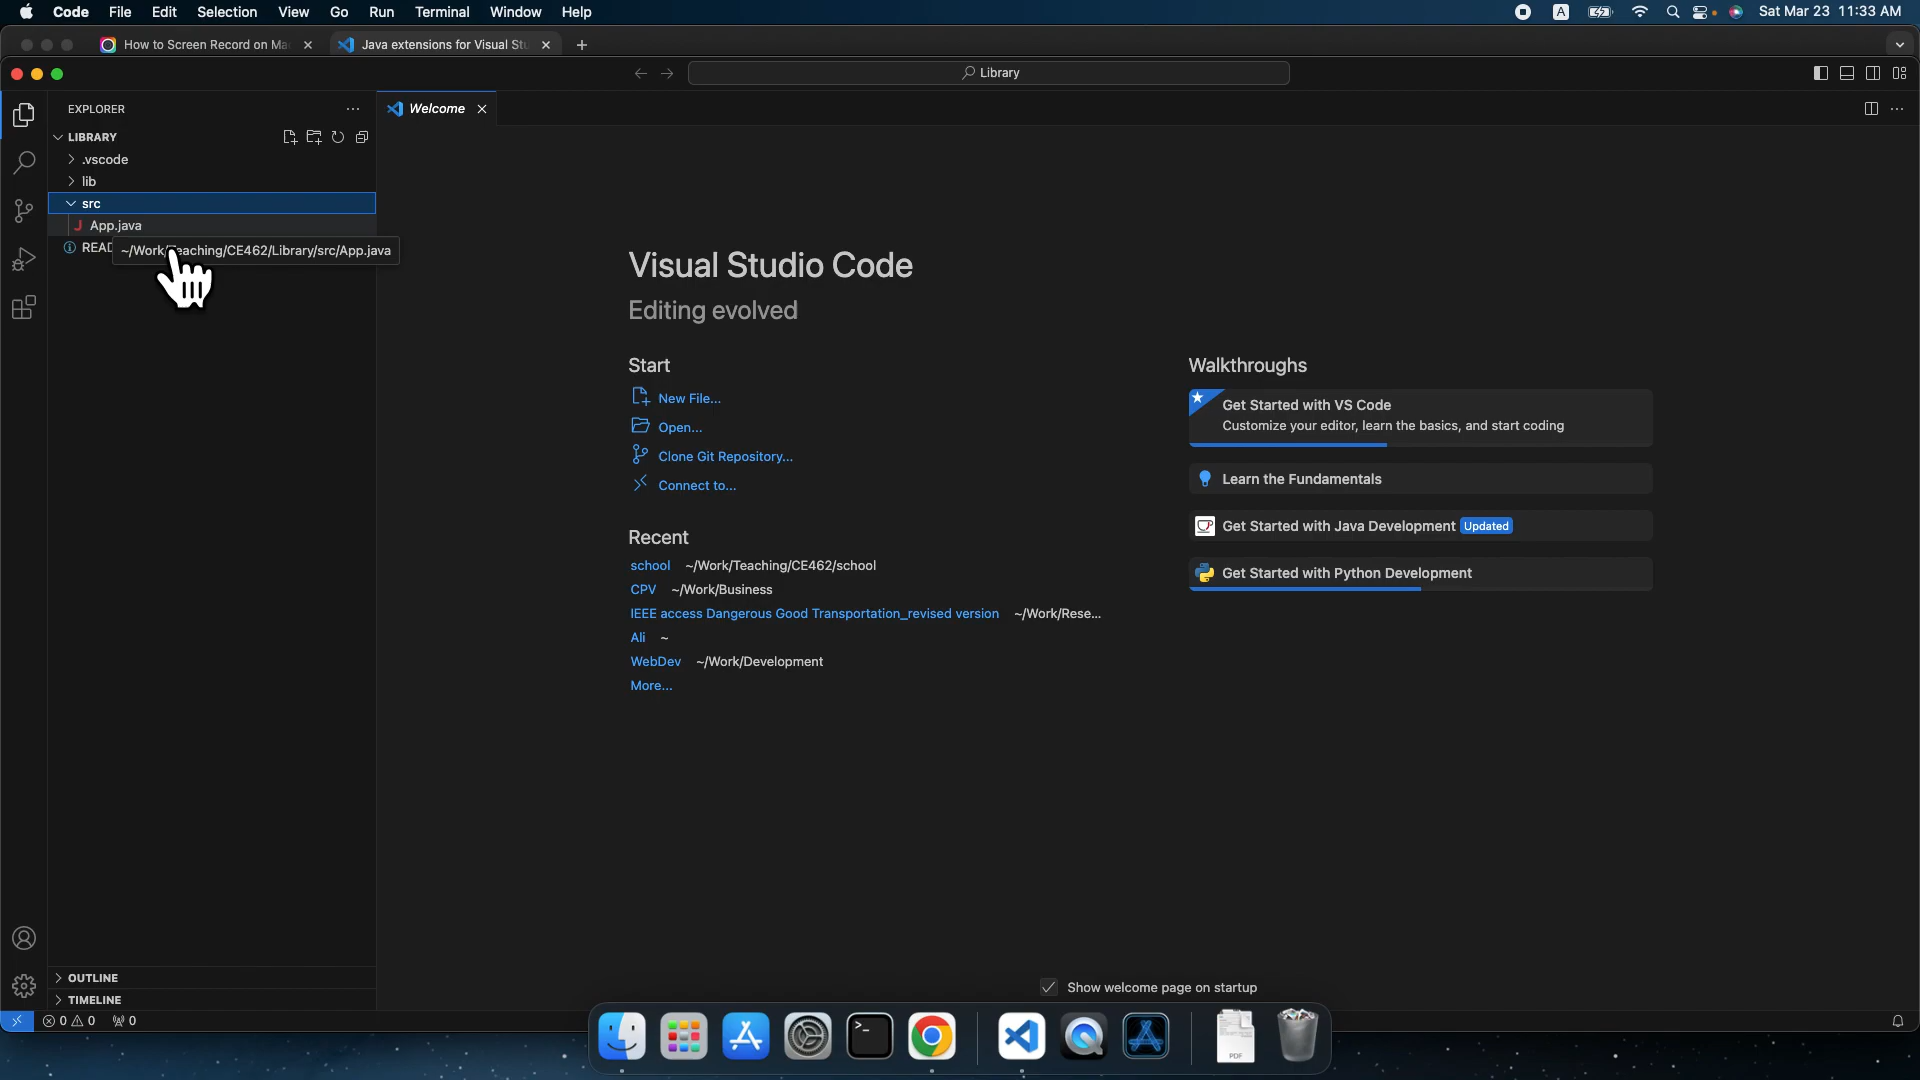 Code File Edit Selection View Go Run Terminal Window Help
A
Sat Mar 23 11:33 AM
How to Screen Record on Ma
Java extensions for Visual Stu
Library
EXPLORER
Welcome
LIBRARY
.vscode
lib
src
J App.java
READ
~/Work/Teaching/CE462/Library/src/App.java
Visual Studio Code
Editing evolved
Start
New File...
Open...
Clone Git Repository...
Connect to...
Recent
school ~/Work/Teaching/CE462/school
CPV ~/Work/Business
IEEE access Dangerous Good Transportation_revised version ~/Work/Rese...
Ali ~
WebDev ~/Work/Development
More...
Walkthroughs
Get Started with VS Code
Customize your editor, learn the basics, and start coding
Learn the Fundamentals
Get Started with Java Development Updated
Get Started with Python Development
OUTLINE
TIMELINE
Show welcome page on startup
0 0 0
PDF